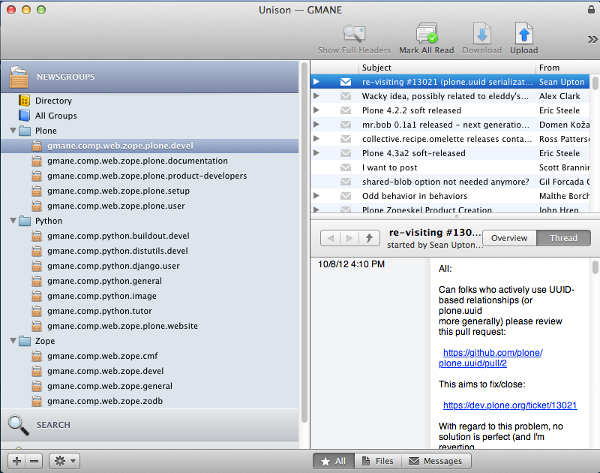 Unison — GMANE
Show Full Headers Mark All Read Download Upload
NEWSGROUPS
Directory
All Groups
Plone
gmane.comp.web.zope.plone.devel
gmane.comp.web.zope.plone.documentation
gmane.comp.web.zope.plone.product-developers
gmane.comp.web.zope.plone.setup
gmane.comp.web.zope.plone.user
Python
gmane.comp.python.buildout.devel
gmane.comp.python.distutils.devel
gmane.comp.python.django.user
gmane.comp.python.general
gmane.comp.python.image
gmane.comp.python.tutor
gmane.comp.web.zope.plone.website
Zope
gmane.comp.web.zope.cmf
gmane.comp.web.zope.devel
gmane.comp.web.zope.general
gmane.comp.web.zope.zodb
SEARCH
Subject From
re-visiting #13021 (plone.uuid serializat... Sean Upton
Wacky idea, possibly related to eleddy's... Alex Clark
Plone 4.2.2 soft released Eric Steele
mr.bob 0.1a1 released – next generatio... Domen Koža
collective.recipe.omelette releases conta... Ross Patters
Plone 4.3a2 soft-released Eric Steele
I want to post Scott Brannin
shared-blob option not needed anymore? Gil Forcada C
Odd behavior in behaviors Malthe Borch
Plone Zopeskel Product Creation John Hren
re-visiting #130...
started by Sean Upton...
Overview Thread
10/8/12 4:10 PM
All:
Can folks who actively use UUID-
based relationships (or
plone.uuid
more generally) please review
this pull request:
https://github.com/plone/
plone.uuid/pull/2
This aims to fix/close:
https://dev.plone.org/ticket/13021
With regard to this problem, no
solution is perfect (and I'm
reverting
All Files Messages